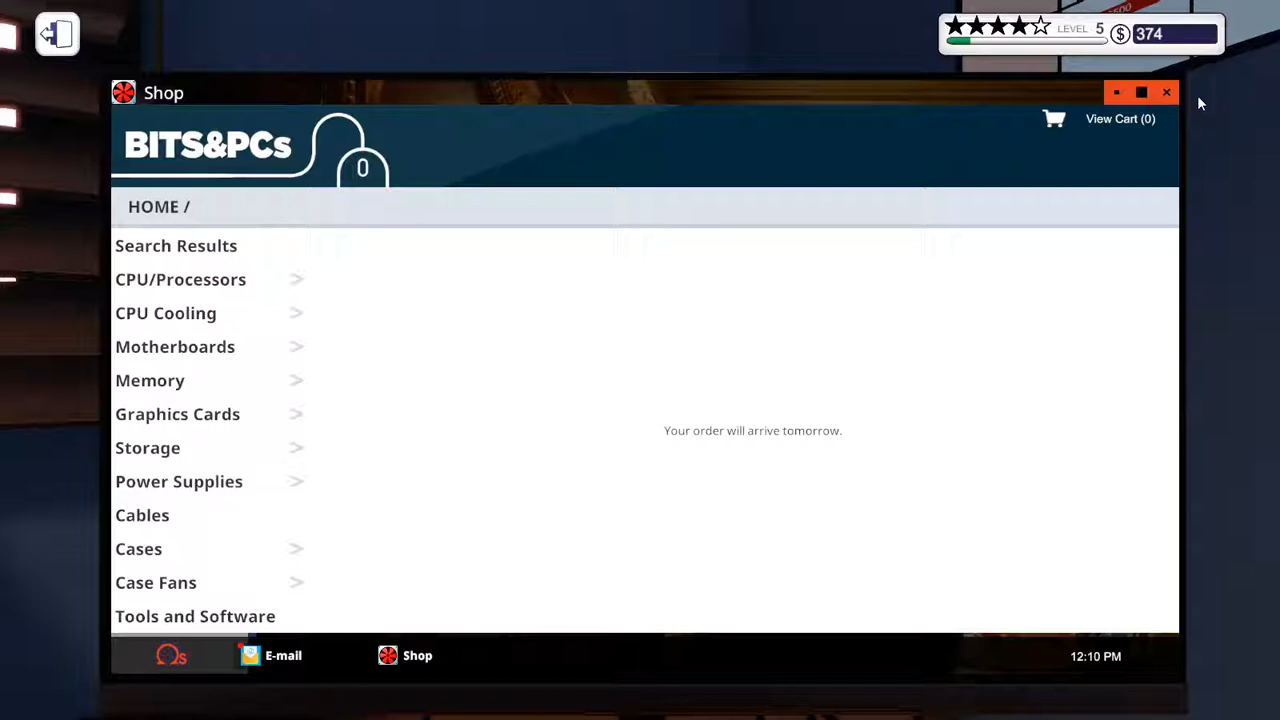 LEVEL 5 $ 374
500
Shop
BITS&PCs
View Cart (0)
HOME /
Search Results
CPU/Processors >
CPU Cooling >
Motherboards >
Memory >
Graphics Cards >
Storage >
Power Supplies >
Cables
Cases >
Case Fans >
Tools and Software
Your order will arrive tomorrow.
Ωs E-mail Shop 12:10 PM